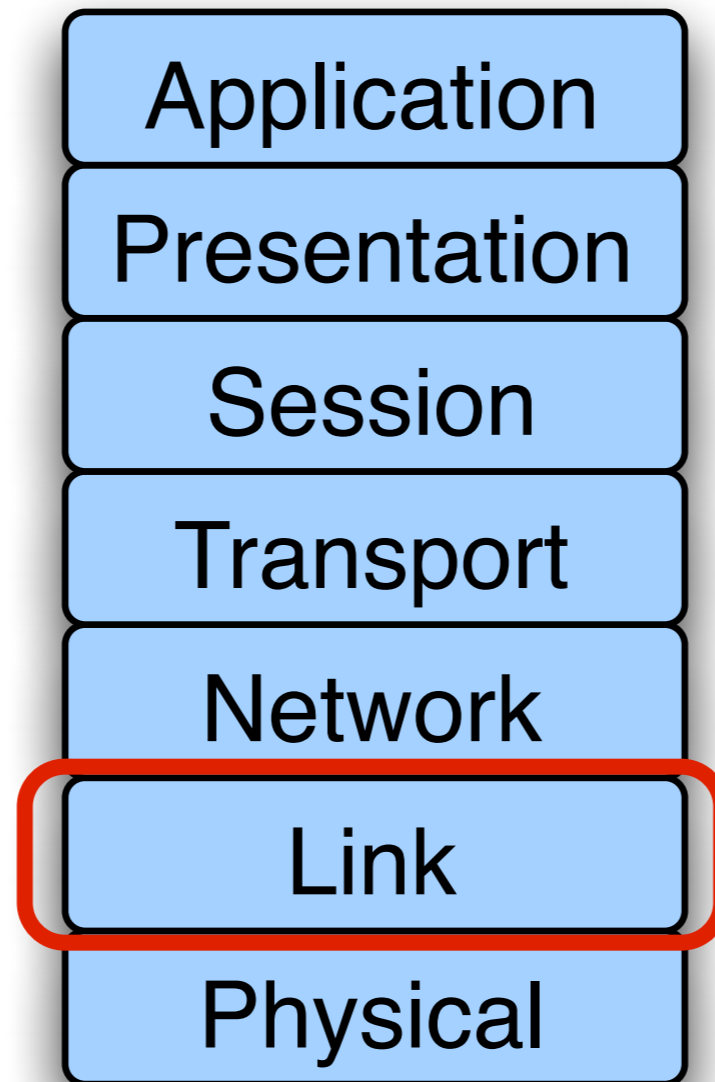 Application
Presentation
Session
Transport
Network
Link
Physical